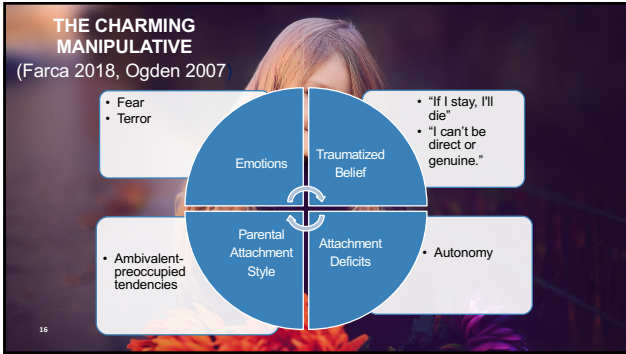 THE CHARMING
MANIPULATIVE
(Farca 2018, Ogden 2007)
• Fear
• Terror
Emotions
Traumatized
Belief
• “If I stay, I'll
die”
• “I can’t be
direct or
genuine.”
Parental
Attachment
Style
• Ambivalent-
preoccupied
tendencies
Attachment
Deficits
• Autonomy
16